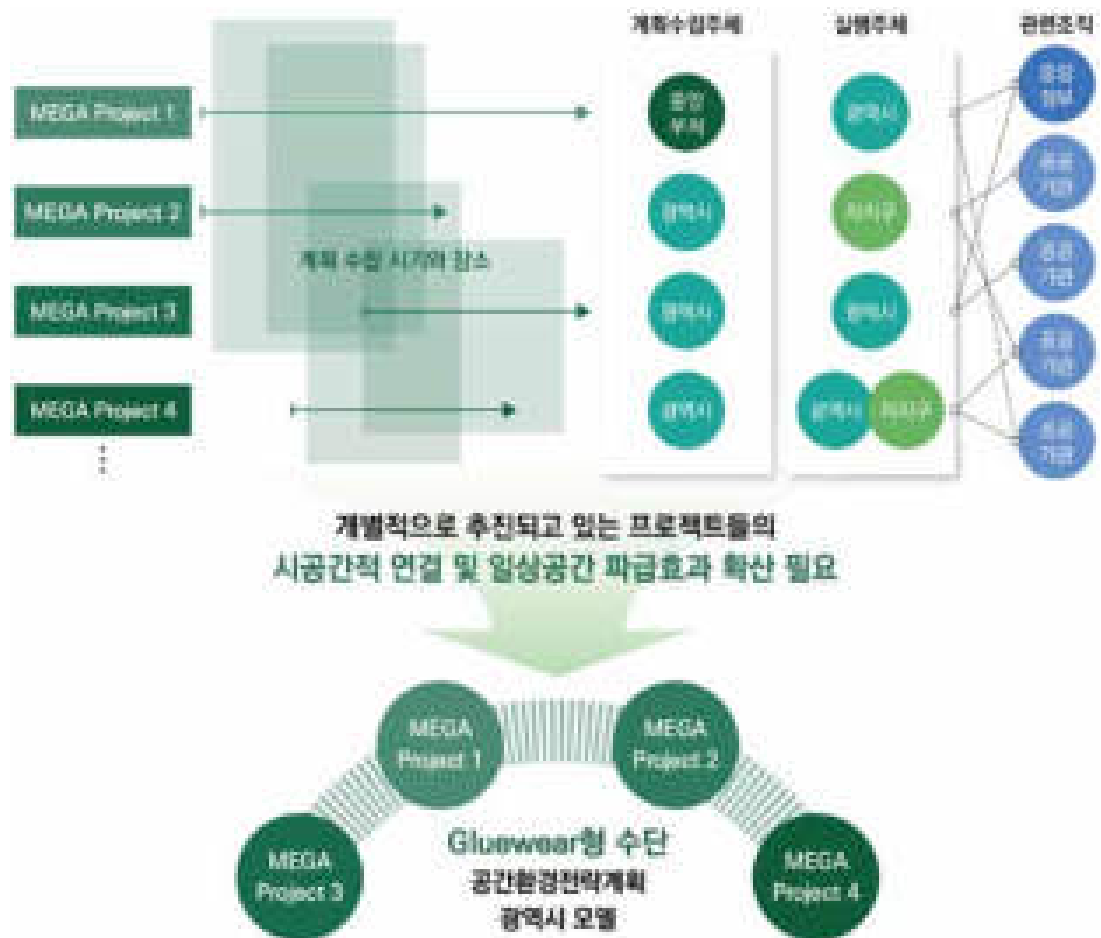 계획수립주체
실행주체
관련조직
MEGA Project 1
MEGA Project 2
MEGA Project 3
MEGA Project 4
계획 수립 시기와 장소
중앙
부처
광역시
광역시
광역시
광역시
자치구
광역시
광역시
자치구
중앙
정부
공공
기관
공공
기관
공공
기관
공공
기관
개별적으로 추진되고 있는 프로젝트들의
시공간적 연결 및 일상공간 파급효과 확산 필요
MEGA
Project 1
MEGA
Project 2
MEGA
Project 3
MEGA
Project 4
Gluewear형 수단
공간환경전략계획
광역시 모델